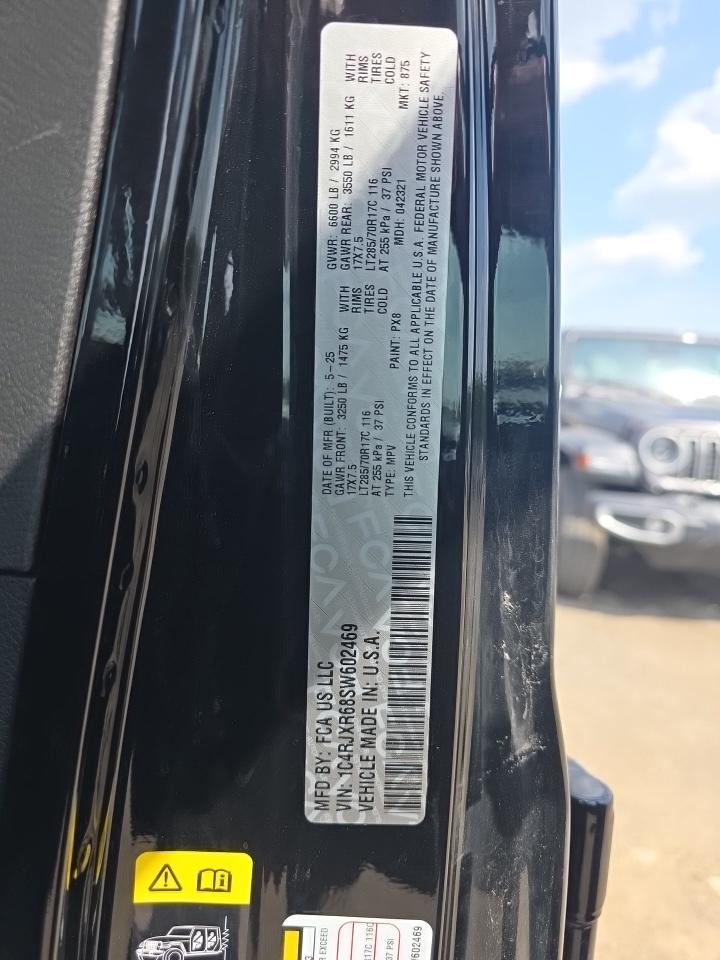 MFD BY: FCA US LLC
DATE OF MFR (BUILT): 5-25
GVWR: 6600 LB / 2994 KG
GAWR FRONT: 3250 LB / 1475 KG WITH
GAWR REAR: 3550 LB / 1611 KG WITH
17X7.5 RIMS
17X7.5 RIMS
LT285/70R17C 116 TIRES
LT285/70R17C 116 TIRES
AT 255 kPa / 37 PSI COLD
AT 255 kPa / 37 PSI COLD
VIN: 1C4RJXR68SW602469
TYPE: MPV
PAINT: PX8
MDH: 042321
MKT: 875
VEHICLE MADE IN: U.S.A.
THIS VEHICLE CONFORMS TO ALL APPLICABLE U.S.A. FEDERAL MOTOR VEHICLE SAFETY
STANDARDS IN EFFECT ON THE DATE OF MANUFACTURE SHOWN ABOVE.
R EXCEED
37 PSI
602469